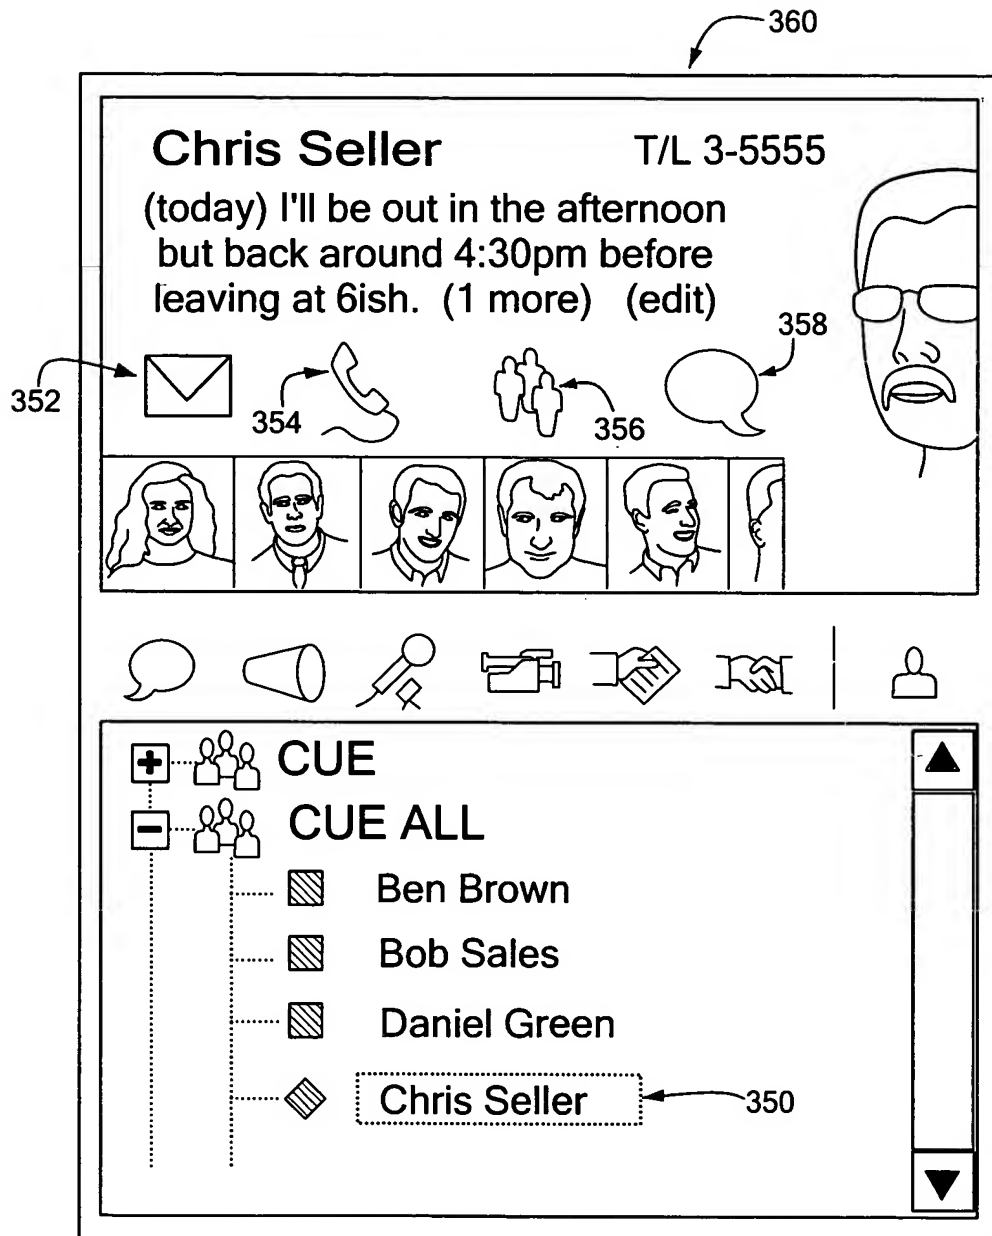 360
Chris Seller T/L 3-5555
(today) I'll be out in the afternoon
but back around 4:30pm before
leaving at 6ish. (1 more) (edit)
358
352
354
356
CUE
CUE ALL
Ben Brown
Bob Sales
Daniel Green
Chris Seller
350